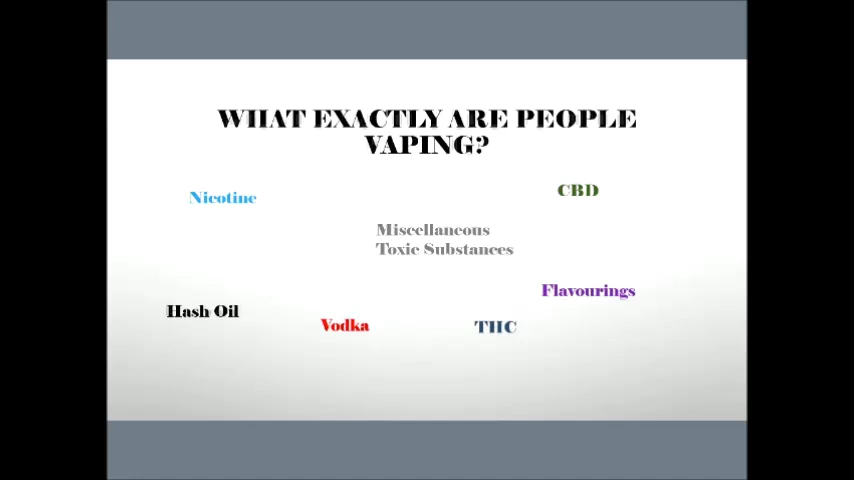 WHAT EXACTLY ARE PEOPLE
VAPING?
Nicotine
CBD
Miscellaneous
Toxic Substances
Flavourings
Hash Oil
Vodka
THC